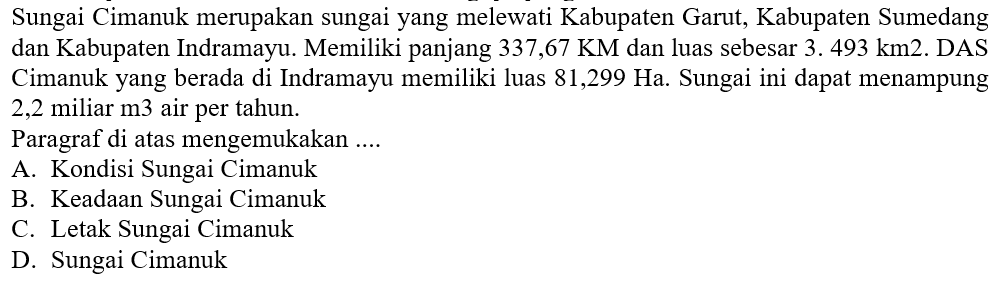 Sungai Cimanuk merupakan sungai yang melewati Kabupaten Garut, Kabupaten Sumedang
dan Kabupaten Indramayu. Memiliki panjang 337,67 KM dan luas sebesar 3. 493 km2. DAS
Cimanuk yang berada di Indramayu memiliki luas 81,299 Ha. Sungai ini dapat menampung
2,2 miliar m3 air per tahun.
Paragraf di atas mengemukakan ....
A. Kondisi Sungai Cimanuk
B. Keadaan Sungai Cimanuk
C. Letak Sungai Cimanuk
D. Sungai Cimanuk